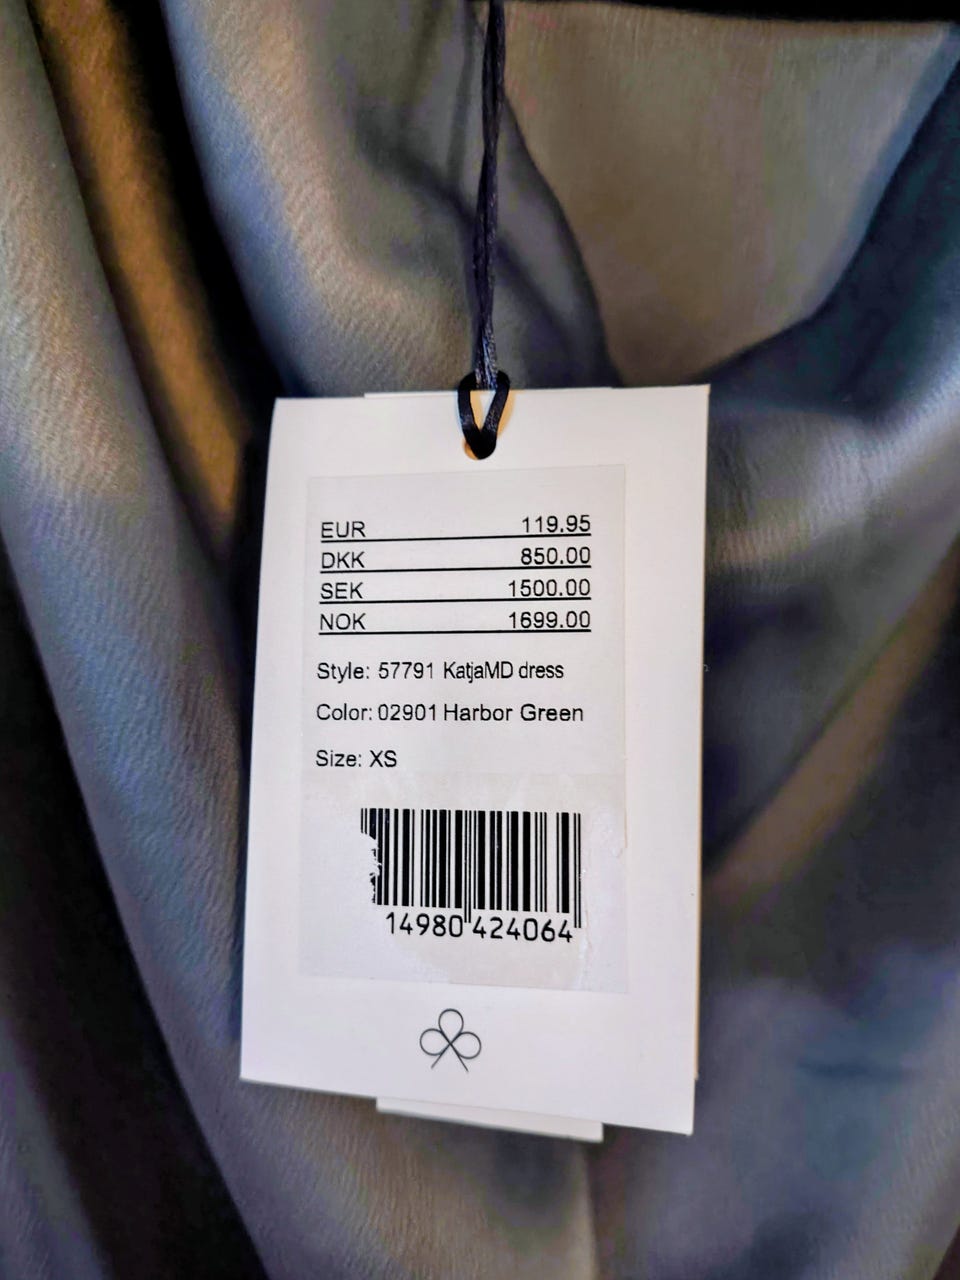 EUR 119.95
DKK 850.00
SEK 1500.00
NOK 1699.00
Style: 57791 KatjaMD dress
Color: 02901 Harbor Green
Size: XS
14980 424064